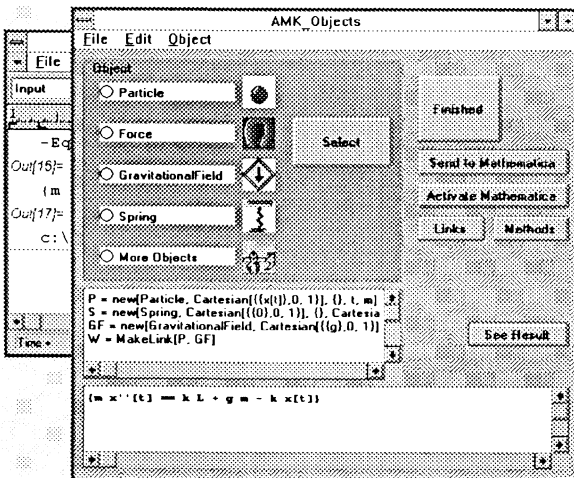 AMK_Objects
File Edit Object
File
Object
Input
Particle
Force
GravitationalField
Spring
More Objects
Select
Finished
Send to Mathematica
Activate Mathematica
Links Methods
See Result
-Eq
Out[15]=
{m
Out[17]=
c:\
Time
P = new[Particle, Cartesian[{{x[t]},0, 1}], {}, t, m]
S = new[Spring, Cartesian[{{0},0, 1}], {}, Cartesia
GF = new[GravitationalField, Cartesian[{{g},0, 1}]
W = MakeLink[P, GF]
{m x''[t] == k L + g m - k x[t]}